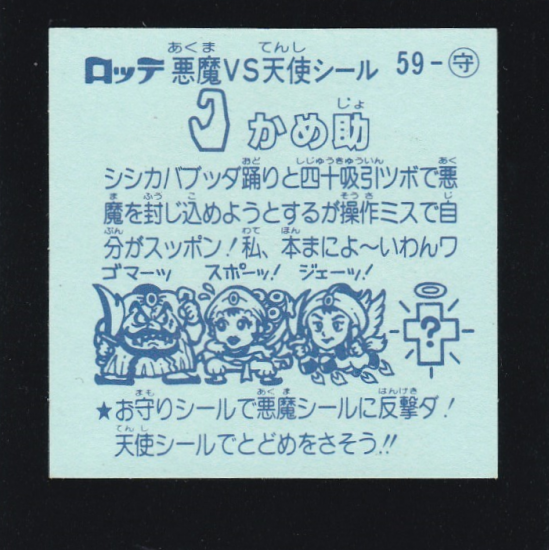 ロッテ 悪魔VS天使シール 59-守
かめ助
シシカバブッダ踊りと四十吸引ツボで悪
魔を封じ込めようとするが操作ミスで自
分がスッポン!私、本まによ〜いわんワ
ゴマーッ スポーッ! ジェーッ!
?
★お守りシールで悪魔シールに反撃ダ!
天使シールでとどめをさそう!!